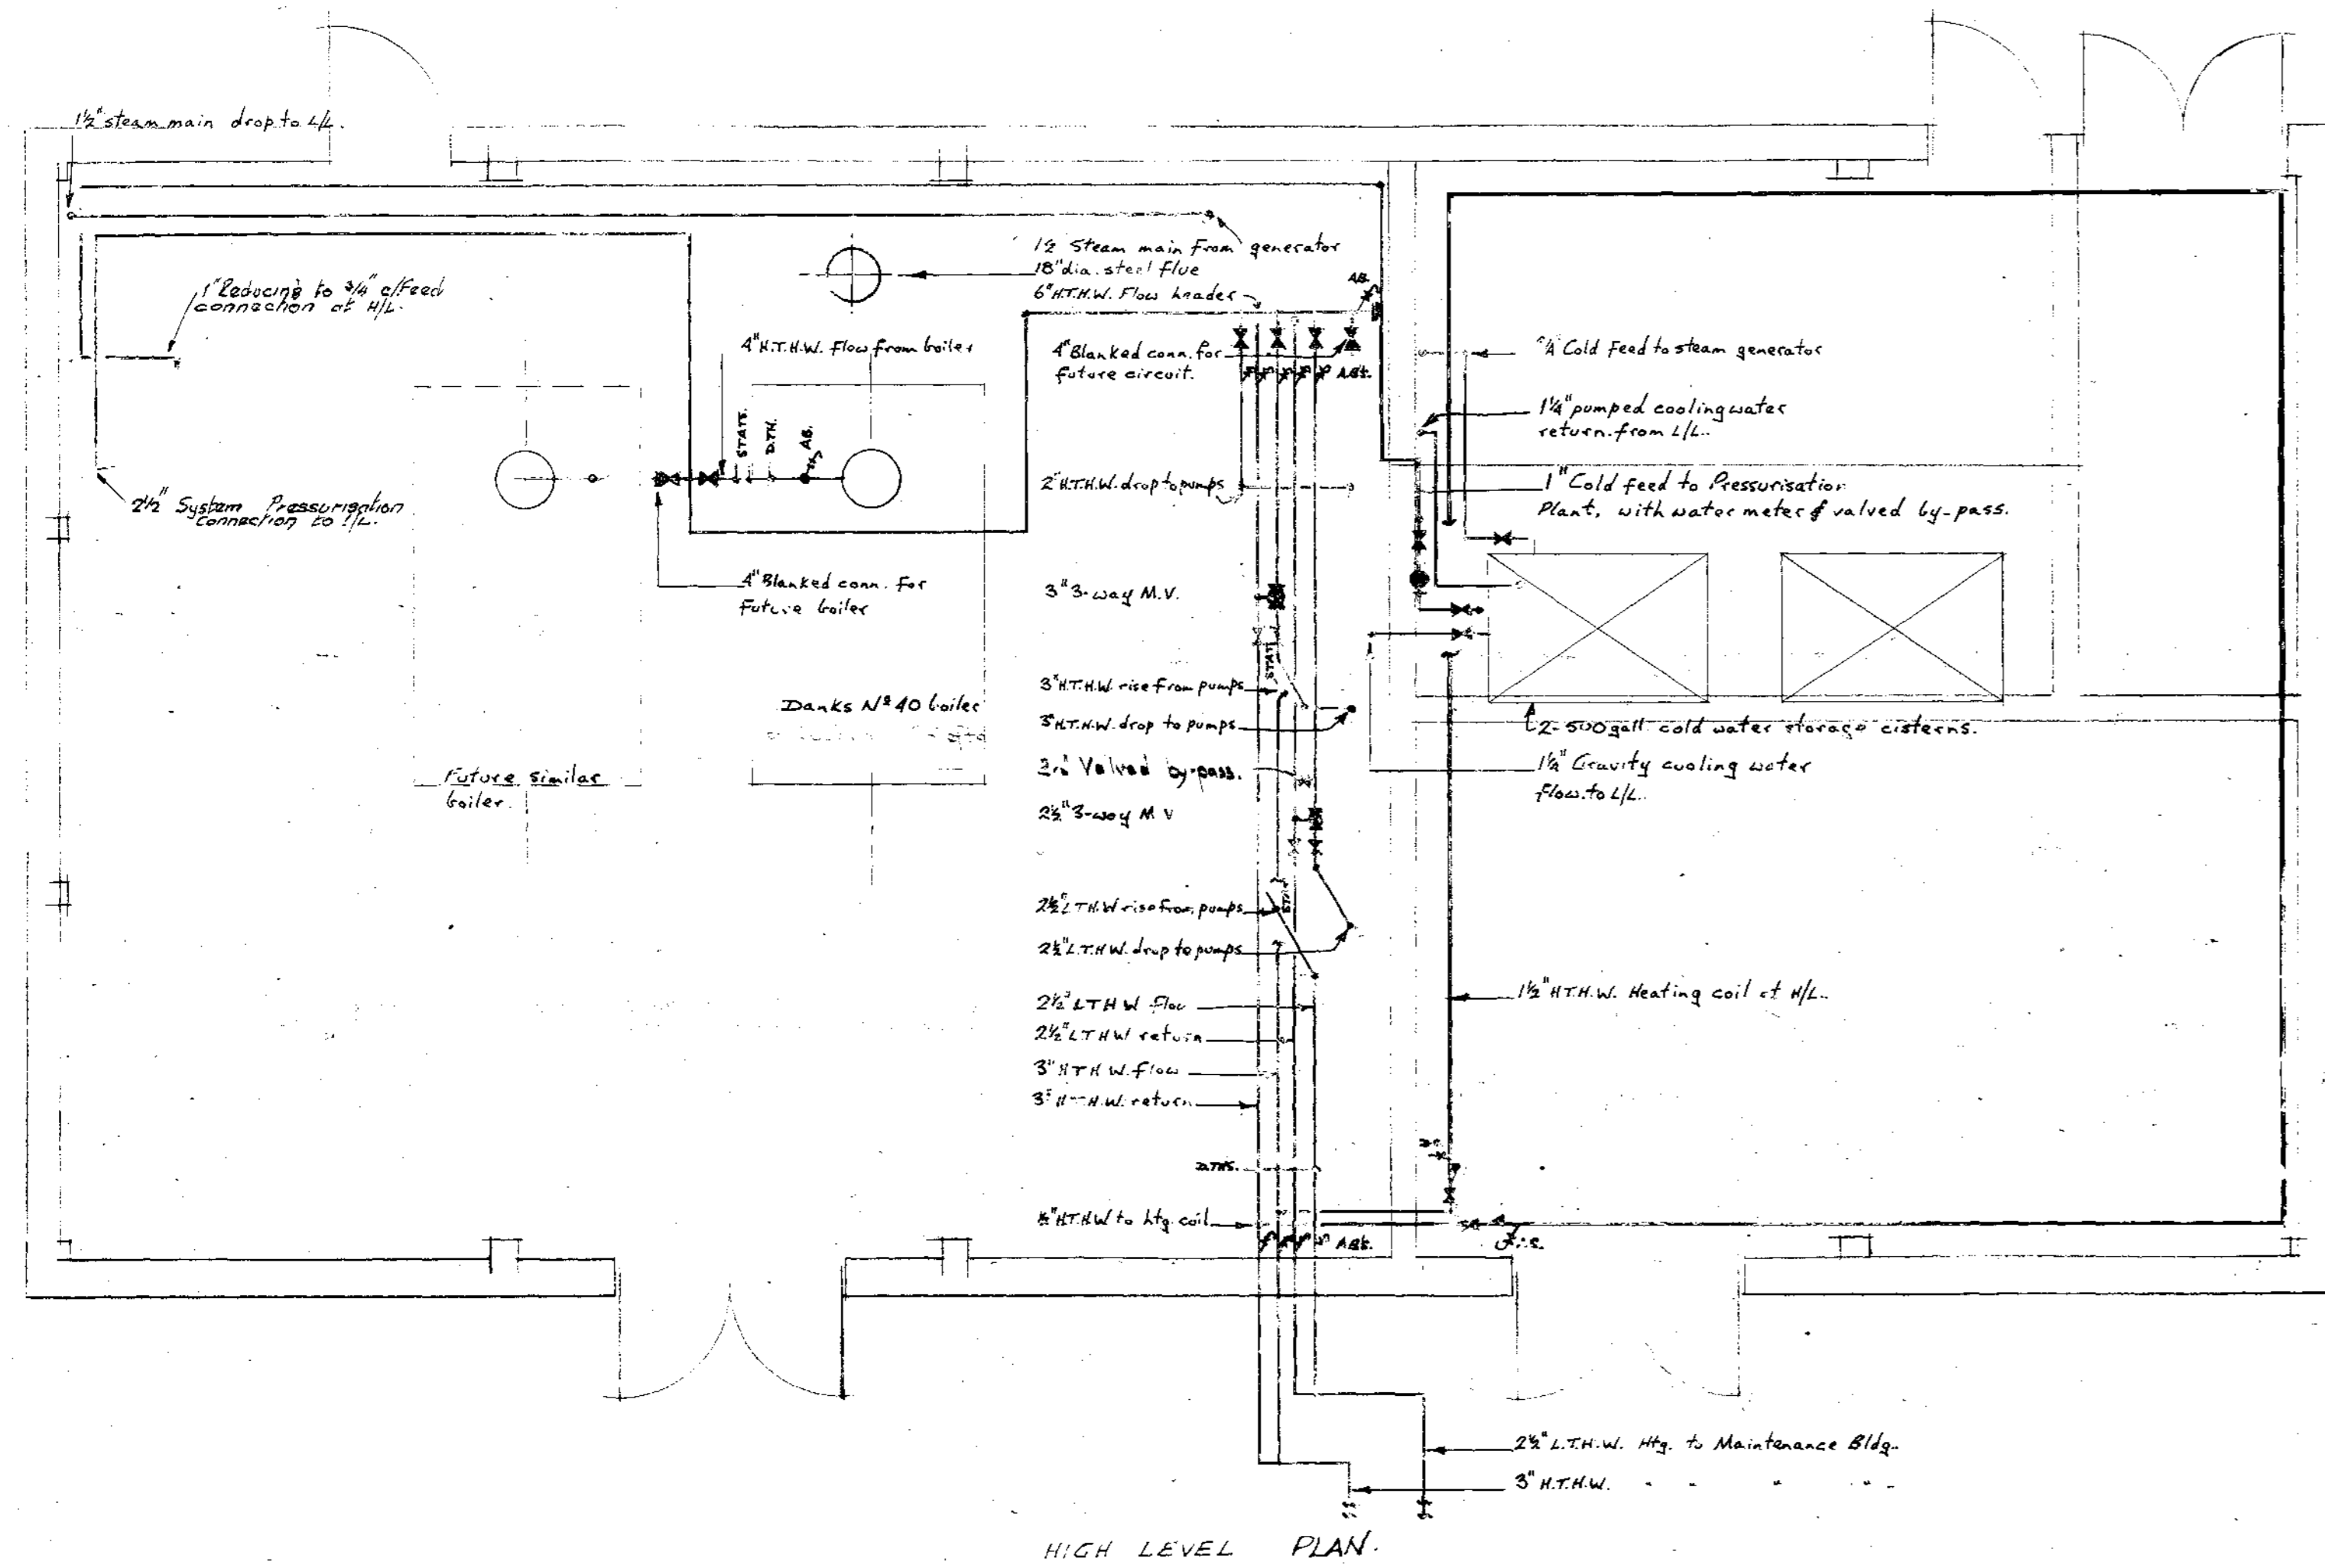 1½" steam main drop to L/L.
1" Reducing to ¾" c/feed
connection at H/L.
2½" System Pressurisation
connection to L/L.
4" H.T.H.W. Flow from boiler
STATS.
D.TH.
AB.
4" Blanked conn. for
Future boiler
Danks Nº 40 boiler
Future similar
boiler.
1½ Steam main from generator
18" dia. steel flue
6" H.T.H.W. Flow header
AB.
4" Blanked conn. for
future circuit.
ABs.
2" H.T.H.W. drop to pumps
3" 3-way M.V.
STAT
3" H.T.H.W. rise from pumps
3" H.T.H.W. drop to pumps
Valved by-pass.
2½" 3-way M V
2½" L.T.H.W rise from pumps
STAT
2½" L.T.H.W. drop to pumps
2½" L T H W flow
2½" L T H W return
3" H T H W. flow
3" H.T.H.W. return
D.THS.
H.T.H.W to htg. coil
ABs.
Cold feed to steam generator
1¼" pumped cooling water
return from L/L..
1" Cold feed to Pressurisation
Plant, with water meter & valved by-pass.
2-500 gall. cold water storage cisterns.
1½" Gravity cooling water
flow to L/L..
1½" H.T.H.W. Heating coil at H/L..
2½" L.T.H.W. Htg. to Maintenance Bldg..
3" H.T.H.W. " " " "
HIGH LEVEL PLAN.